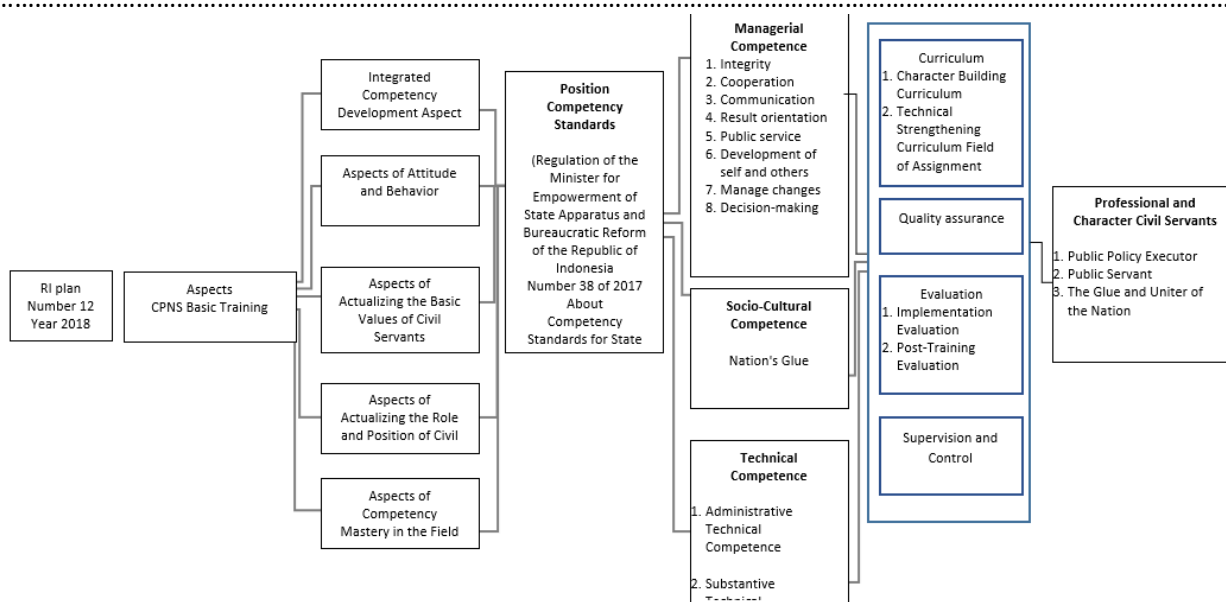 RI plan
Number 12
Year 2018
Aspects
CPNS Basic Training
Integrated
Competency
Development Aspect
Aspects of Attitude
and Behavior
Aspects of
Actualizing the Basic
Values of Civil
Servants
Aspects of
Actualizing the Role
and Position of Civil
Aspects of
Competency
Mastery in the Field
Position
Competency
Standards
(Regulation of the
Minister for
Empowerment of
State Apparatus and
Bureaucratic Reform
of the Republic of
Indonesia
Number 38 of 2017
About
Competency
Standards for State
Managerial
Competence
1. Integrity
2. Cooperation
3. Communication
4. Result orientation
5. Public service
6. Development of
self and others
7. Manage changes
8. Decision-making
Socio-Cultural
Competence
Nation's Glue
Technical
Competence
1. Administrative
Technical
Competence
2. Substantive
Technical
Curriculum
1. Character Building
Curriculum
2. Technical
Strengthening
Curriculum Field
of Assignment
Quality assurance
Evaluation
1. Implementation
Evaluation
2. Post-Training
Evaluation
Supervision and
Control
Professional and
Character Civil Servants
1. Public Policy Executor
2. Public Servant
3. The Glue and Uniter of
the Nation